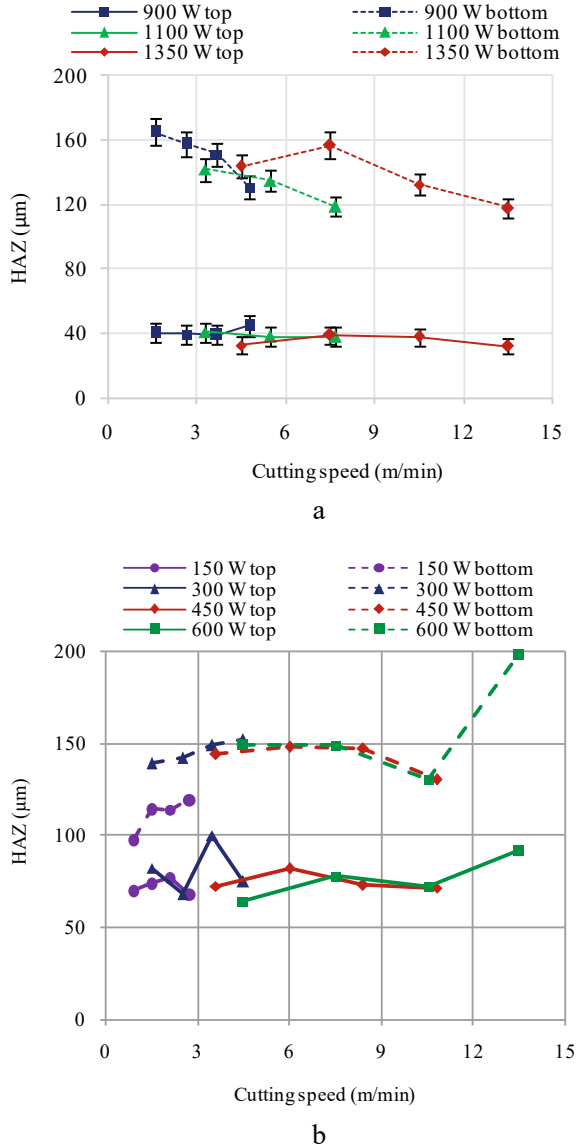 900 W top 900 W bottom
1100 W top 1100 W bottom
1350 W top 1350 W bottom
200
160
120
80
40
0
HAZ (µm)
0 3 6 9 12 15
Cutting speed (m/min)
a
150 W top 150 W bottom
300 W top 300 W bottom
450 W top 450 W bottom
600 W top 600 W bottom
200
150
100
50
0
HAZ (µm)
0 3 6 9 12 15
Cutting speed (m/min)
b